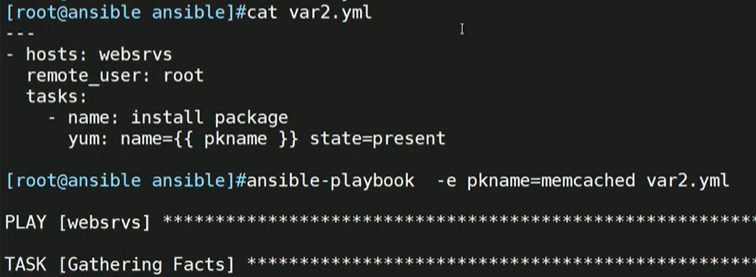 [root@ansible ansible]#cat var2.yml
---
- hosts: websrvs
  remote_user: root
  tasks:
    - name: install package
      yum: name={{ pkname }} state=present
[root@ansible ansible]#ansible-playbook  -e pkname=memcached var2.yml
PLAY [websrvs] *********************************************************
TASK [Gathering Facts] *************************************************